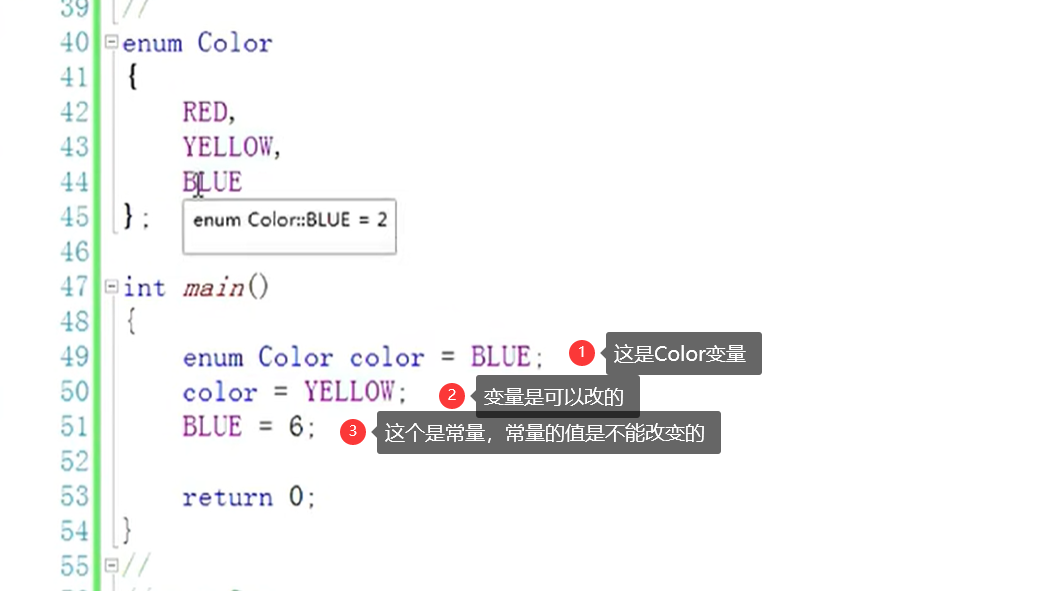 39 //
40 enum Color
41 {
42 RED,
43 YELLOW,
44 BLUE
45 };
enum Color::BLUE = 2
46
47 int main()
48 {
49 enum Color color = BLUE; 1 这是Color变量
50 color = YELLOW; 2 变量是可以改的
51 BLUE = 6; 3 这个是常量，常量的值是不能改变的
52
53 return 0;
54 }
55 //